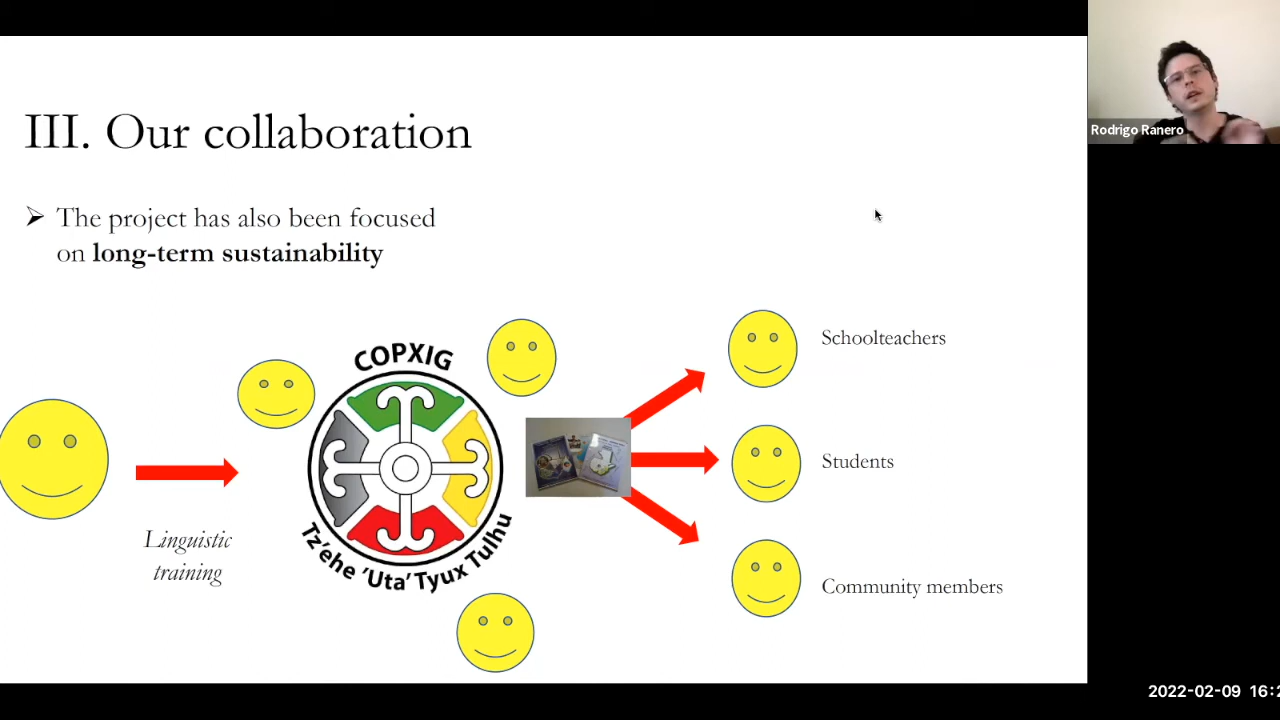 III. Our collaboration
➢ The project has also been focused
on long-term sustainability
COPXIG
Tz'ehe 'Uta' Tyux Tulhu
Linguistic
training
Schoolteachers
Students
Community members
Rodrigo Ranero
2022-02-09 16:2